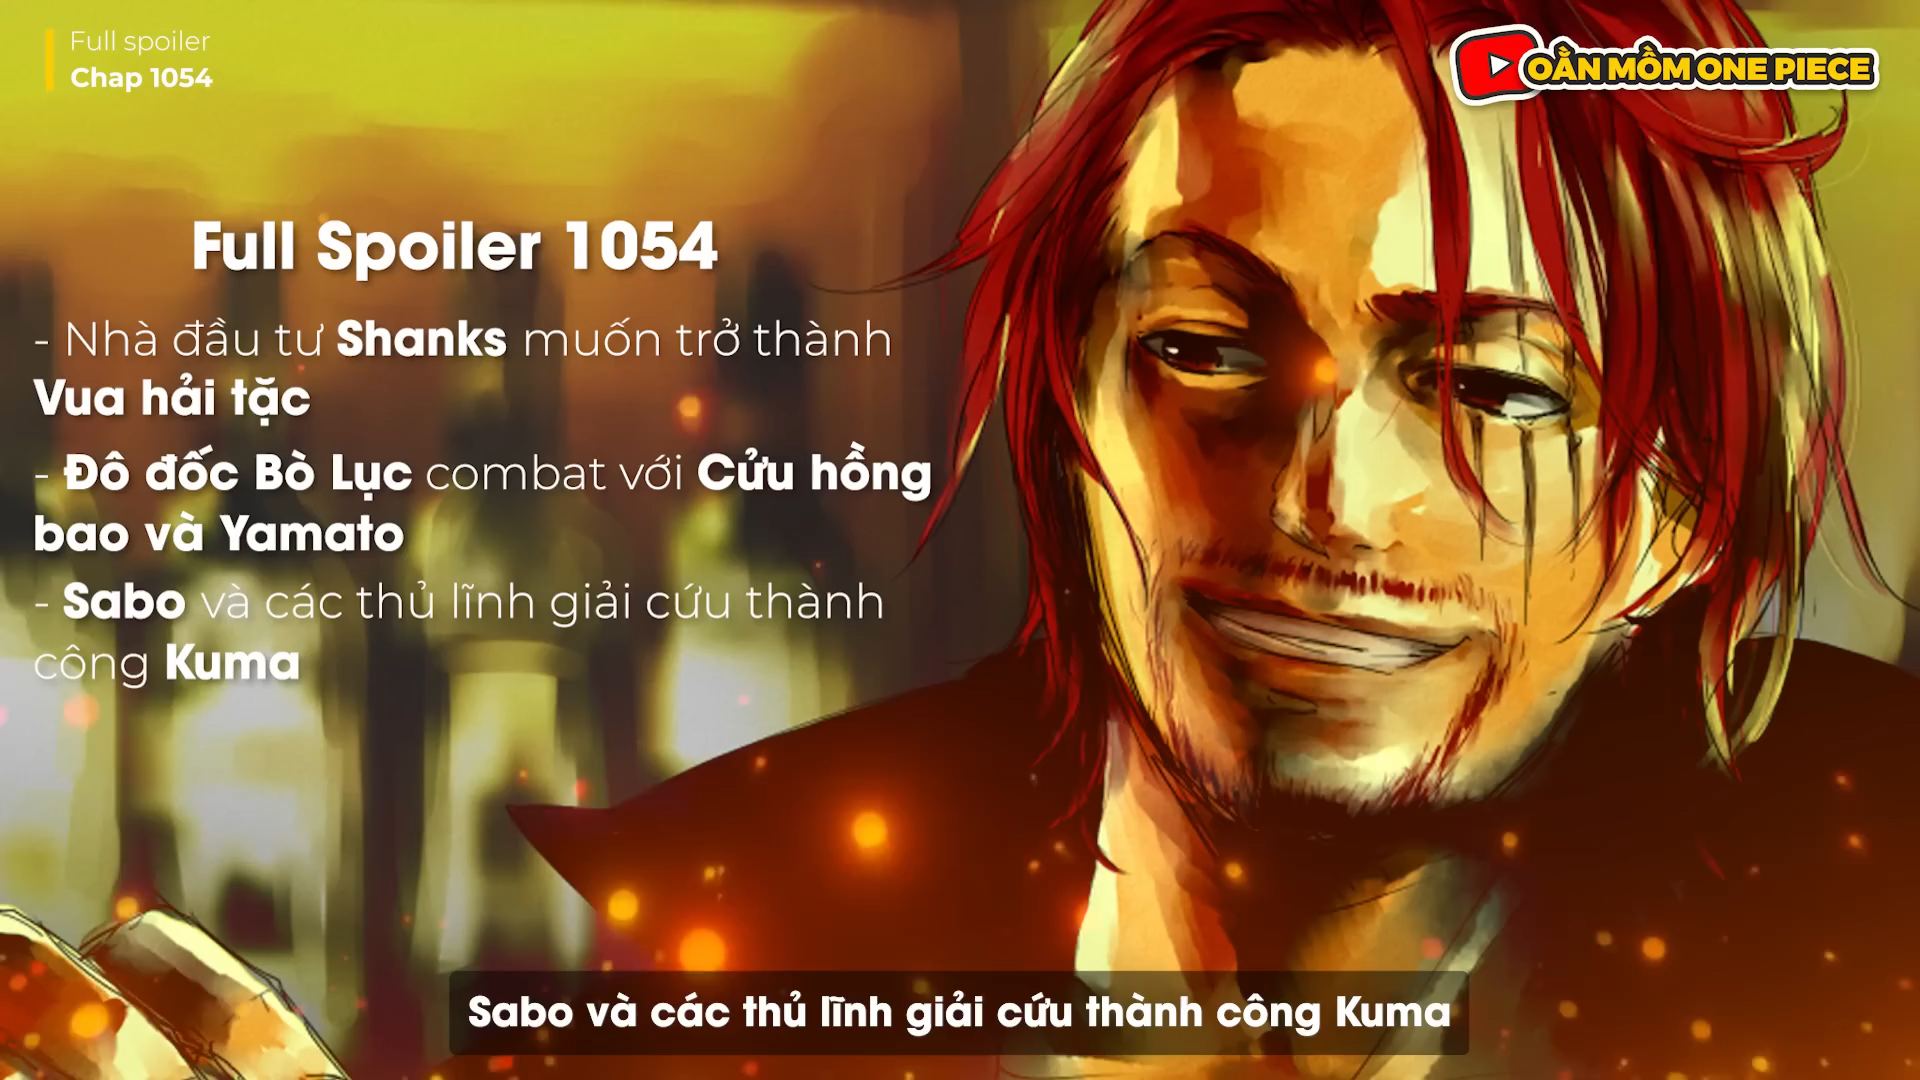 Full spoiler
Chap 1054
OẲN MỒM ONE PIECE
Full Spoiler 1054
- Nhà đầu tư Shanks muốn trở thành
Vua hải tặc
- Đô đốc Bò Lục combat với Cửu hồng
bao và Yamato
- Sabo và các thủ lĩnh giải cứu thành
công Kuma
Sabo và các thủ lĩnh giải cứu thành công Kuma